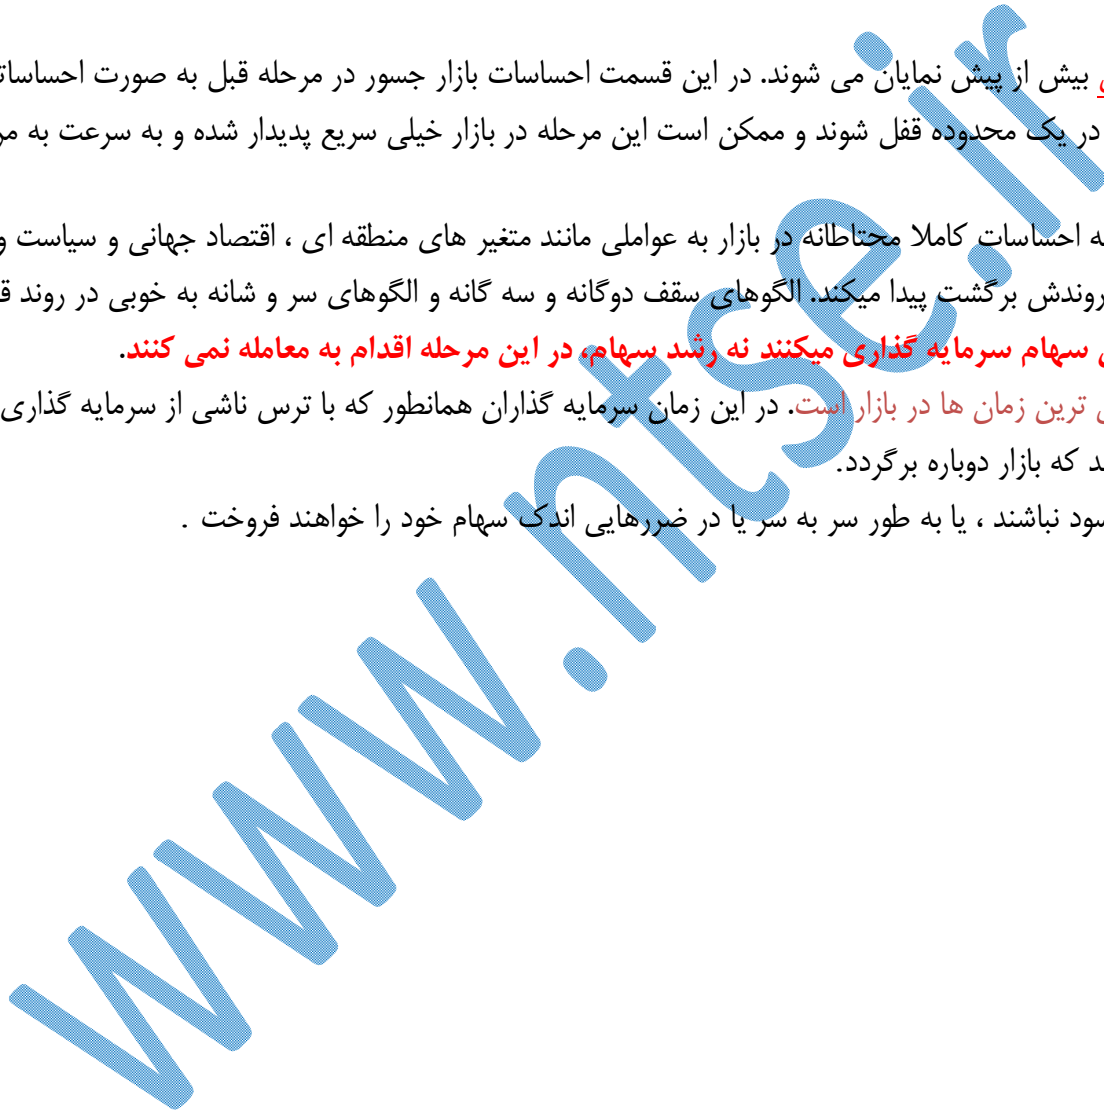 بیش از پیش نمایان می شوند. در این قسمت احساسات بازار جسور در مرحله قبل به صورت
در یک محدوده قفل شوند و ممکن است این مرحله در بازار خیلی سریع پدیدار شده و به سرعت به
احساسات کاملا محتاطانه در بازار به عواملی مانند متغیر های منطقه ای ، اقتصاد جهانی و سیاست و
روندش برگشت پیدا میکند. الگوهای سقف دوگانه و سه گانه و الگوهای سر و شانه به خوبی در روند
سهام سرمایه گذاری میکنند نه رشد سهام، در این مرحله اقدام به معامله نمی کنند.
ترین زمان ها در بازار است. در این زمان سرمایه گذاران همانطور که با ترس ناشی از سرمایه گذاری
که بازار دوباره برگردد.
سود نباشند ، یا به طور سر به سر یا در ضررهایی اندک سهام خود را خواهند فروخت .
www.ntse.ir